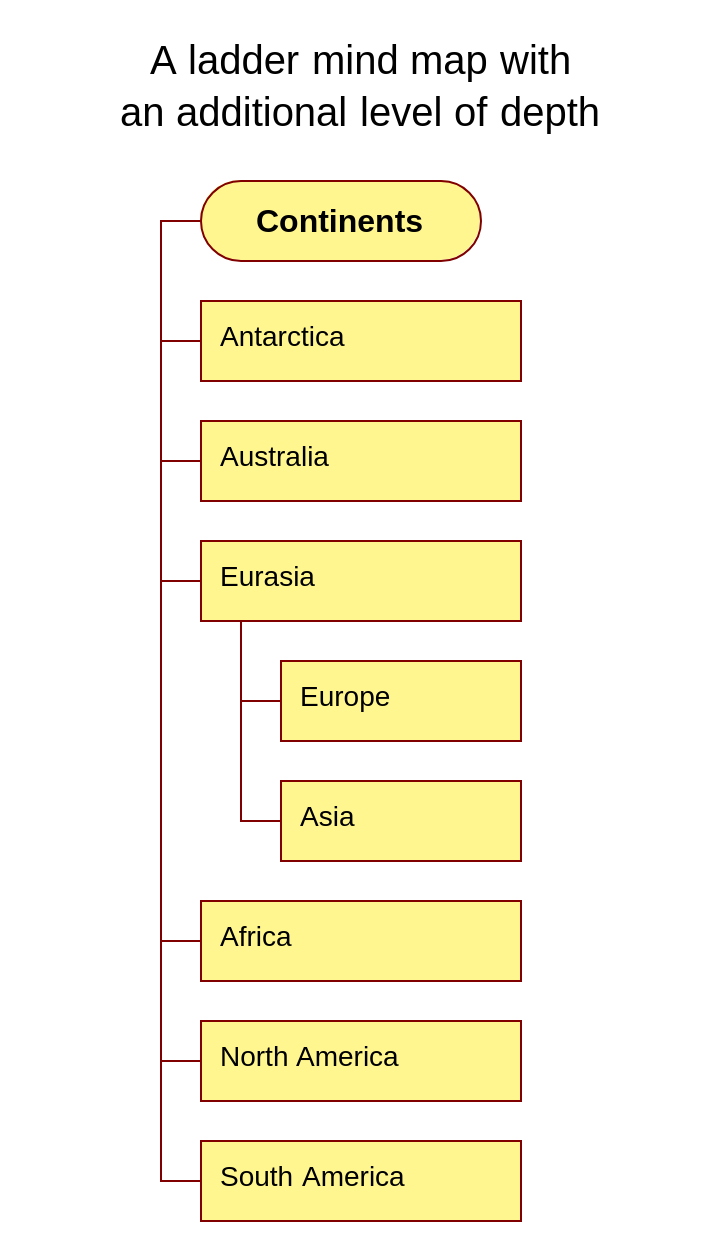 A ladder mind map with
an additional level of depth
Continents
Antarctica
Australia
Eurasia
Europe
Asia
Africa
North America
South America